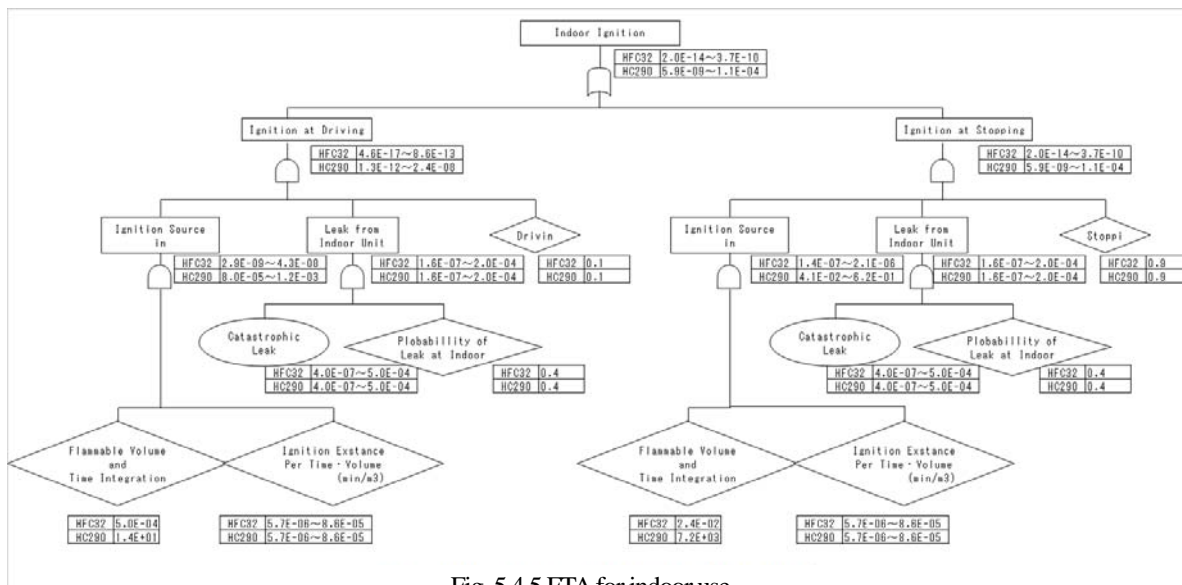 Indoor Ignition
HFC32 2.0E-14~3.7E-10
HC290 5.9E-09~1.1E-04
Ignition at Driving
HFC32 4.6E-17~8.6E-13
HC290 1.3E-12~2.4E-08
Ignition at Stopping
HFC32 2.0E-14~3.7E-10
HC290 5.9E-09~1.1E-04
Ignition Source
in
HFC32 2.9E-09~4.3E-08
HC290 8.0E-05~1.2E-03
Leak from
Indoor Unit
HFC32 1.6E-07~2.0E-04
HC290 1.6E-07~2.0E-04
Drivin
HFC32 0.1
HC290 0.1
Ignition Source
in
HFC32 1.4E-07~2.1E-06
HC290 4.1E-02~6.2E-01
Leak from
Indoor Unit
HFC32 1.6E-07~2.0E-04
HC290 1.6E-07~2.0E-04
Stoppi
HFC32 0.9
HC290 0.9
Catastrophic
Leak
HFC32 4.0E-07~5.0E-04
HC290 4.0E-07~5.0E-04
Plobabillity of
Leak at Indoor
HFC32 0.4
HC290 0.4
Catastrophic
Leak
HFC32 4.0E-07~5.0E-04
HC290 4.0E-07~5.0E-04
Plobabillity of
Leak at Indoor
HFC32 0.4
HC290 0.4
Flammable Volume
and
Time Integration
HFC32 5.0E-04
HC290 1.4E+01
Ignition Exstance
Per Time・Volume
(min/m3)
HFC32 5.7E-06~8.6E-05
HC290 5.7E-06~8.6E-05
Flammable Volume
and
Time Integration
HFC32 2.4E-02
HC290 7.2E+03
Ignition Exstance
Per Time・Volume
(min/m3)
HFC32 5.7E-06~8.6E-05
HC290 5.7E-06~8.6E-05
Fig. 5.4.5 FTA for indoor use